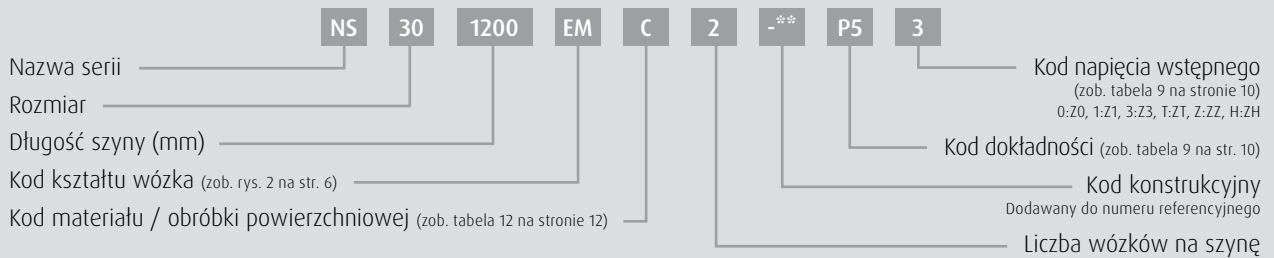 NS 30 1200 EM C 2 -** P5 3
Nazwa serii
Rozmiar
Długość szyny (mm)
Kod kształtu wózka (zob. rys. 2 na str. 6)
Kod materiału / obróbki powierzchniowej (zob. tabela 12 na stronie 12)
Kod napięcia wstępnego
(zob. tabela 9 na stronie 10)
0:Z0, 1:Z1, 3:Z3, T:ZT, Z:ZZ, H:ZH
Kod dokładności (zob. tabela 9 na str. 10)
Kod konstrukcyjny
Dodawany do numeru referencyjnego
Liczba wózków na szynę